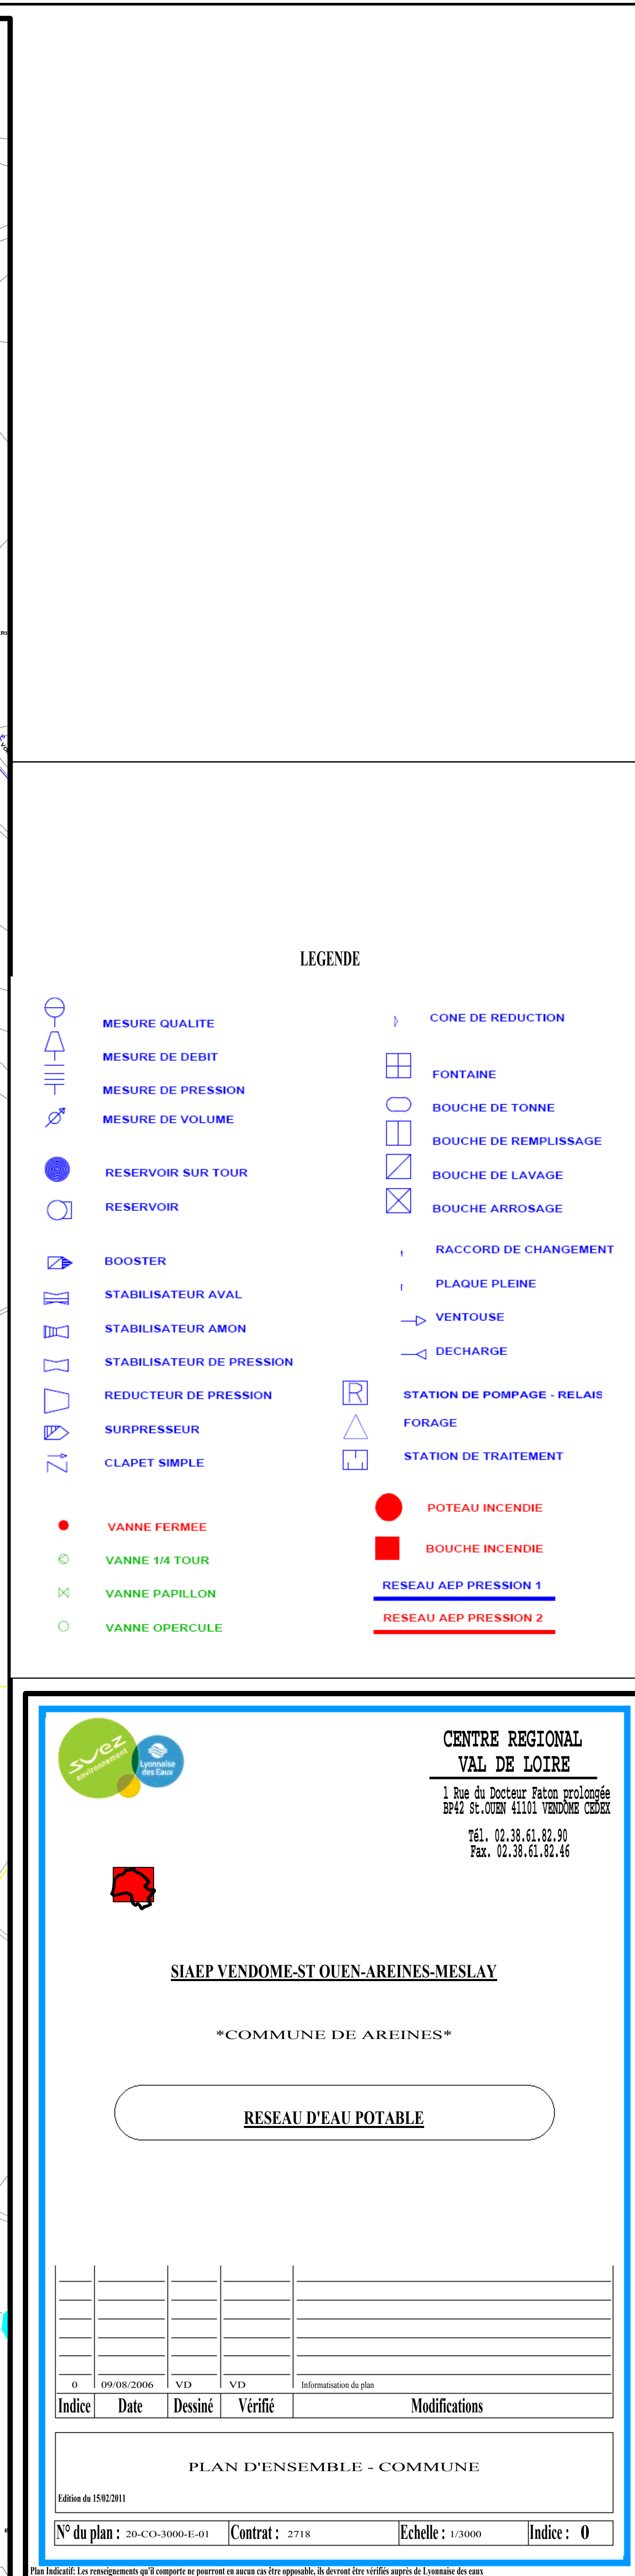 LEGENDE
MESURE QUALITE
MESURE DE DEBIT
MESURE DE PRESSION
MESURE DE VOLUME
RESERVOIR SUR TOUR
RESERVOIR
BOOSTER
STABILISATEUR AVAL
STABILISATEUR AMON
STABILISATEUR DE PRESSION
REDUCTEUR DE PRESSION
SURPRESSEUR
CLAPET SIMPLE
VANNE FERMEE
VANNE 1/4 TOUR
VANNE PAPILLON
VANNE OPERCULE
CONE DE REDUCTION
FONTAINE
BOUCHE DE TONNE
BOUCHE DE REMPLISSAGE
BOUCHE DE LAVAGE
BOUCHE ARROSAGE
RACCORD DE CHANGEMENT
PLAQUE PLEINE
VENTOUSE
DECHARGE
R STATION DE POMPAGE - RELAIS
FORAGE
STATION DE TRAITEMENT
POTEAU INCENDIE
BOUCHE INCENDIE
RESEAU AEP PRESSION 1
RESEAU AEP PRESSION 2
suez
environnement
Lyonnaise
des Eaux
CENTRE REGIONAL
VAL DE LOIRE
1 Rue du Docteur Faton prolongée
BP42 St.OUEN 41101 VENDÔME CEDEX
Tél. 02.38.61.82.90
Fax. 02.38.61.82.46
SIAEP VENDOME-ST OUEN-AREINES-MESLAY
*COMMUNE DE AREINES*
RESEAU D'EAU POTABLE
0 09/08/2006 VD VD Informatisation du plan
Indice Date Dessiné Vérifié Modifications
PLAN D'ENSEMBLE - COMMUNE
Edition du 15/02/2011
N° du plan : 20-CO-3000-E-01 Contrat : 2718 Echelle : 1/3000 Indice : 0
Plan Indicatif: Les renseignements qu'il comporte ne pourront en aucun cas être opposable, ils devront être vérifiés auprès de Lyonnaise des eaux